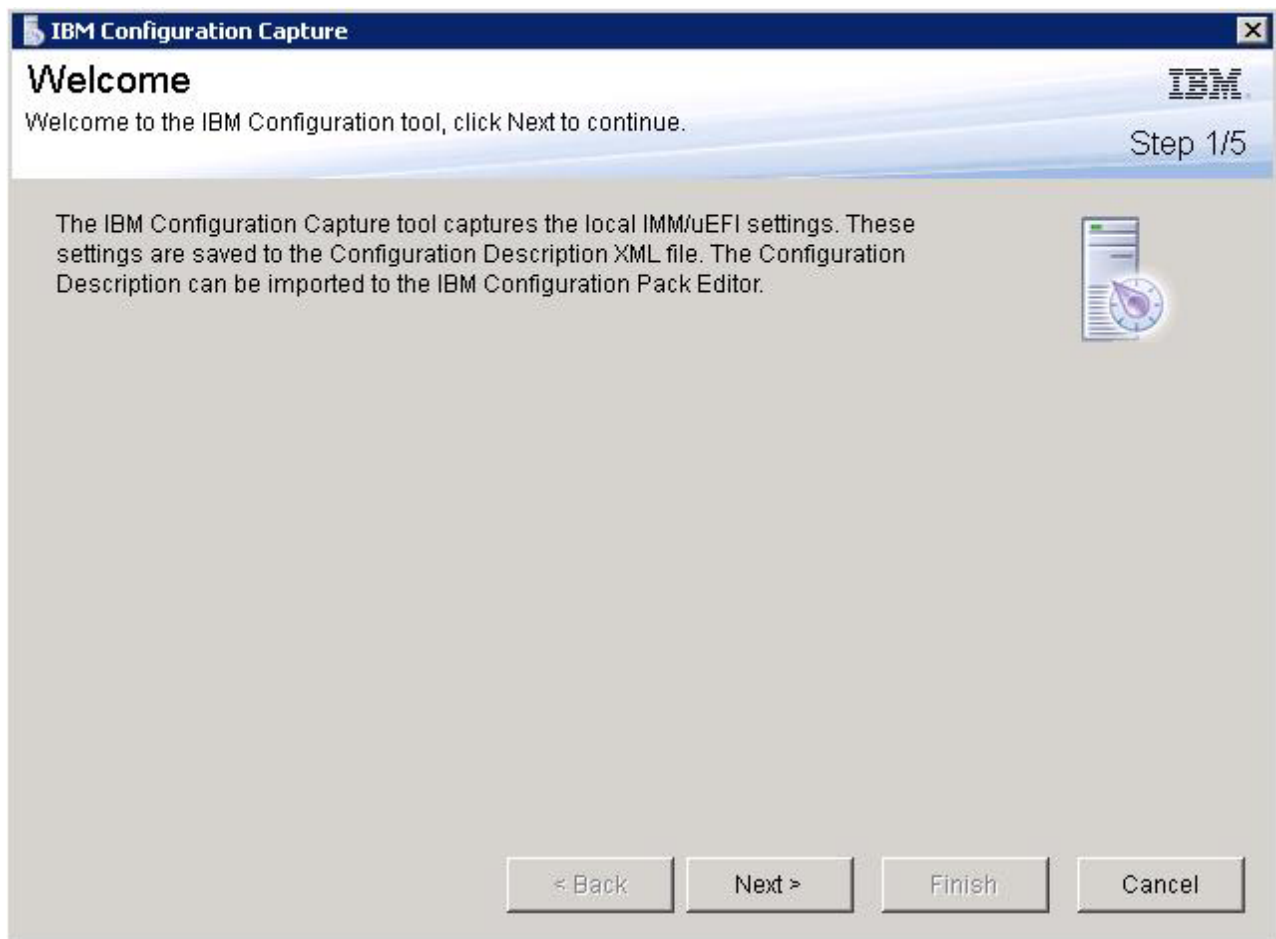 IBM Configuration Capture
Welcome
IBM
Welcome to the IBM Configuration tool, click Next to continue.
Step 1/5
The IBM Configuration Capture tool captures the local IMM/uEFI settings. These
settings are saved to the Configuration Description XML file. The Configuration
Description can be imported to the IBM Configuration Pack Editor.
< Back
Next >
Finish
Cancel